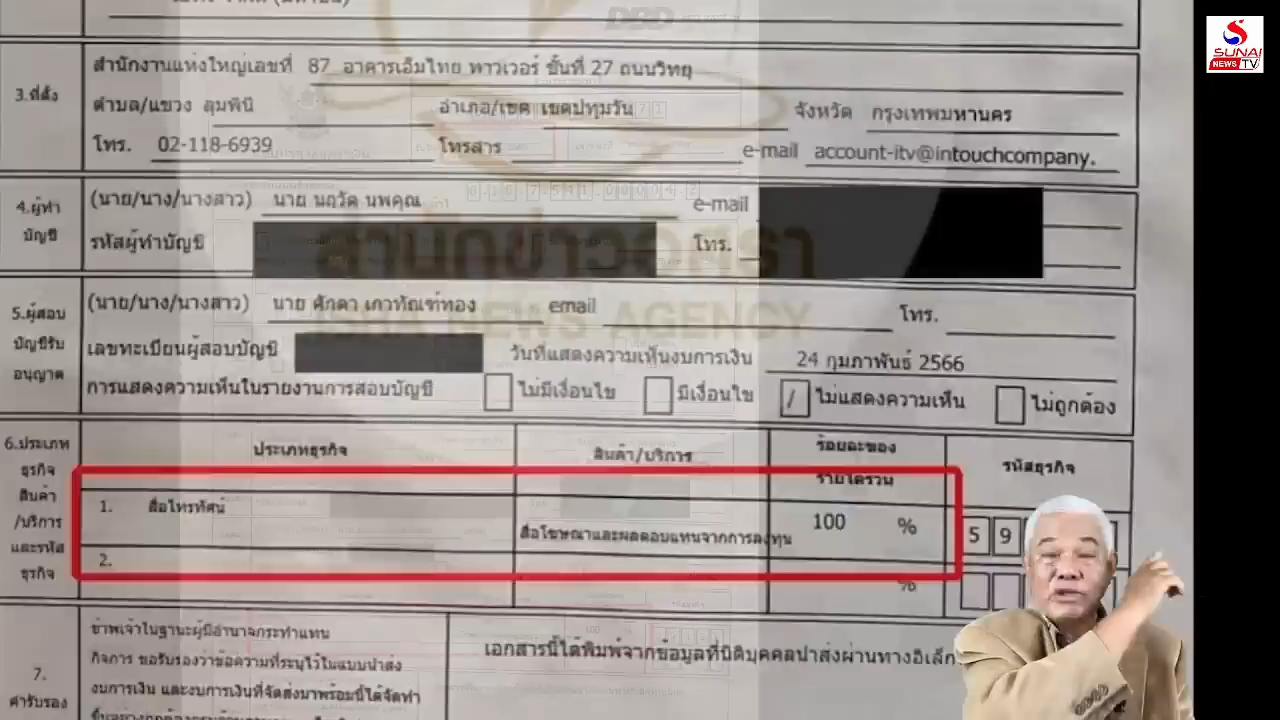 DBD
SUNAI
NEWS TV
3.ที่ตั้ง
สำนักงานแห่งใหญ่เลขที่ 87 อาคารเอ็มไทย ทาวเวอร์ ชั้นที่ 27 ถนนวิทยุ
ตำบล/แขวง ลุมพินี อำเภอ/เขต เขตปทุมวัน จังหวัด กรุงเทพมหานคร
โทร. 02-118-6939 โทรสาร e-mail account-itv@intouchcompany.
4.ผู้ทำบัญชี
(นาย/นาง/นางสาว) นาย นฤวัด นพคุณ e-mail
รหัสผู้ทำบัญชี โทร.
สำนักข่าวอิศรา
ISRA NEWS AGENCY
5.ผู้สอบบัญชีรับอนุญาต
(นาย/นาง/นางสาว) นาย ศักดา เกาทัณฑ์ทอง email โทร.
เลขทะเบียนผู้สอบบัญชี วันที่แสดงความเห็นงบการเงิน 24 กุมภาพันธ์ 2566
การแสดงความเห็นในรายงานการสอบบัญชี ไม่มีเงื่อนไข มีเงื่อนไข / ไม่แสดงความเห็น ไม่ถูกต้อง
6.ประเภทธุรกิจ สินค้า/บริการ และรหัสธุรกิจ
ประเภทธุรกิจ สินค้า/บริการ ร้อยละของรายได้รวม รหัสธุรกิจ
1. สื่อโทรทัศน์ สื่อโฆษณาและผลตอบแทนจากการลงทุน 100 % 5 9
2. %
7.คำรับรอง
ข้าพเจ้าในฐานะผู้มีอำนาจกระทำแทน
กิจการ ขอรับรองว่าข้อความที่ระบุไว้ในแบบนำส่ง
งบการเงิน และงบการเงินที่จัดส่งมาพร้อมนี้ได้จัดทำ
เอกสารนี้ได้พิมพ์จากข้อมูลที่นิติบุคคลนำส่งผ่านทางอิเล็ก